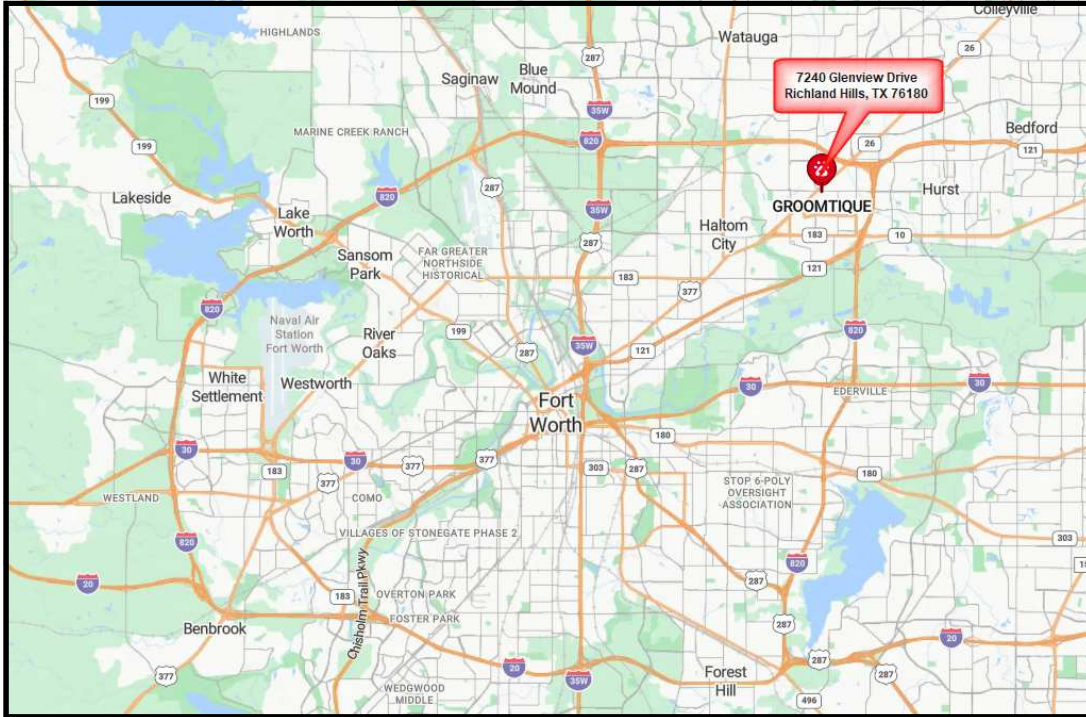 Colleyville
HIGHLANDS
287
Watauga
26
Saginaw
Blue
Mound
7240 Glenview Drive
Richland Hills, TX 76180
199
35W
MARINE CREEK RANCH
820
26
Bedford
121
199
820
287
Lakeside
Hurst
GROOMTIQUE
Lake
Worth
35W
Haltom
City
183
10
287
Sansom
Park
FAR GREATER
NORTHSIDE
HISTORICAL
183
121
377
820
Naval Air
Station
Fort Worth
River
Oaks
199
820
35W
287
121
White
Settlement
Westworth
30
30
EDERVILLE
Fort
Worth
180
30
183
30
377
377
303
287
180
377
STOP 6-POLY
OVERSIGHT
ASSOCIATION
WESTLAND
COMO
VILLAGES OF STONEGATE PHASE 2
303
820
820
15
20
Chisholm Trail Pkwy
287
183
OVERTON PARK
FOSTER PARK
Benbrook
287
20
377
20
287
35W
Forest
Hill
WEDGWOOD
MIDDLE
496